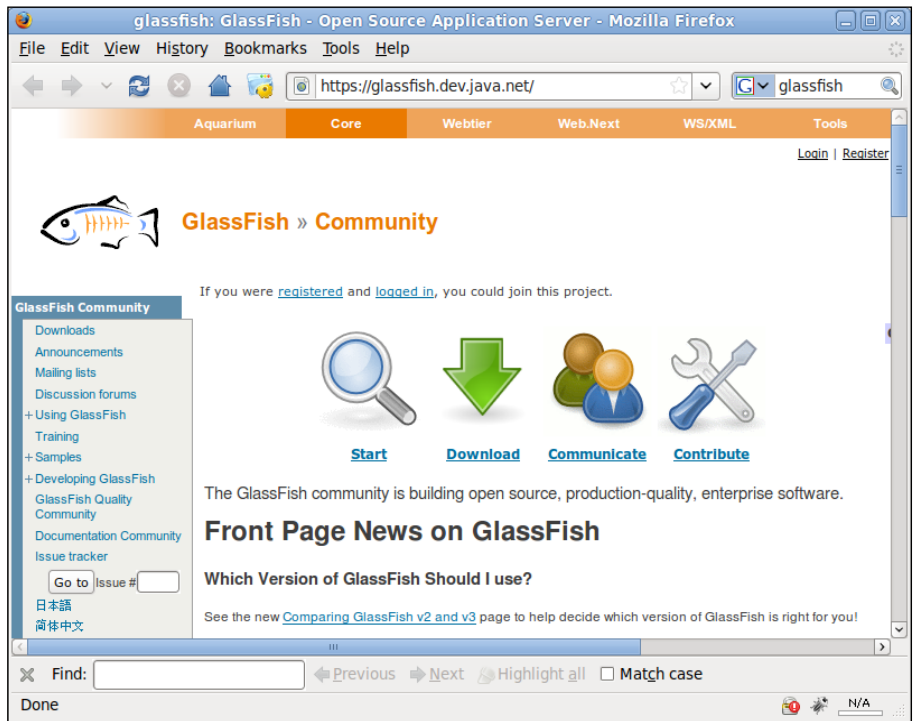 glassfish: GlassFish - Open Source Application Server - Mozilla Firefox
File Edit View History Bookmarks Tools Help
https://glassfish.dev.java.net/
G glassfish
Aquarium Core Webtier Web.Next WS/XML Tools
Login | Register
GlassFish » Community
If you were registered and logged in, you could join this project.
GlassFish Community
Downloads
Announcements
Mailing lists
Discussion forums
+ Using GlassFish
Training
+ Samples
+ Developing GlassFish
GlassFish Quality
Community
Documentation Community
Issue tracker
Go to Issue #
日本語
简体中文
Start Download Communicate Contribute
The GlassFish community is building open source, production-quality, enterprise software.
Front Page News on GlassFish
Which Version of GlassFish Should I use?
See the new Comparing GlassFish v2 and v3 page to help decide which version of GlassFish is right for you!
Find: Previous Next Highlight all Match case
Done N/A